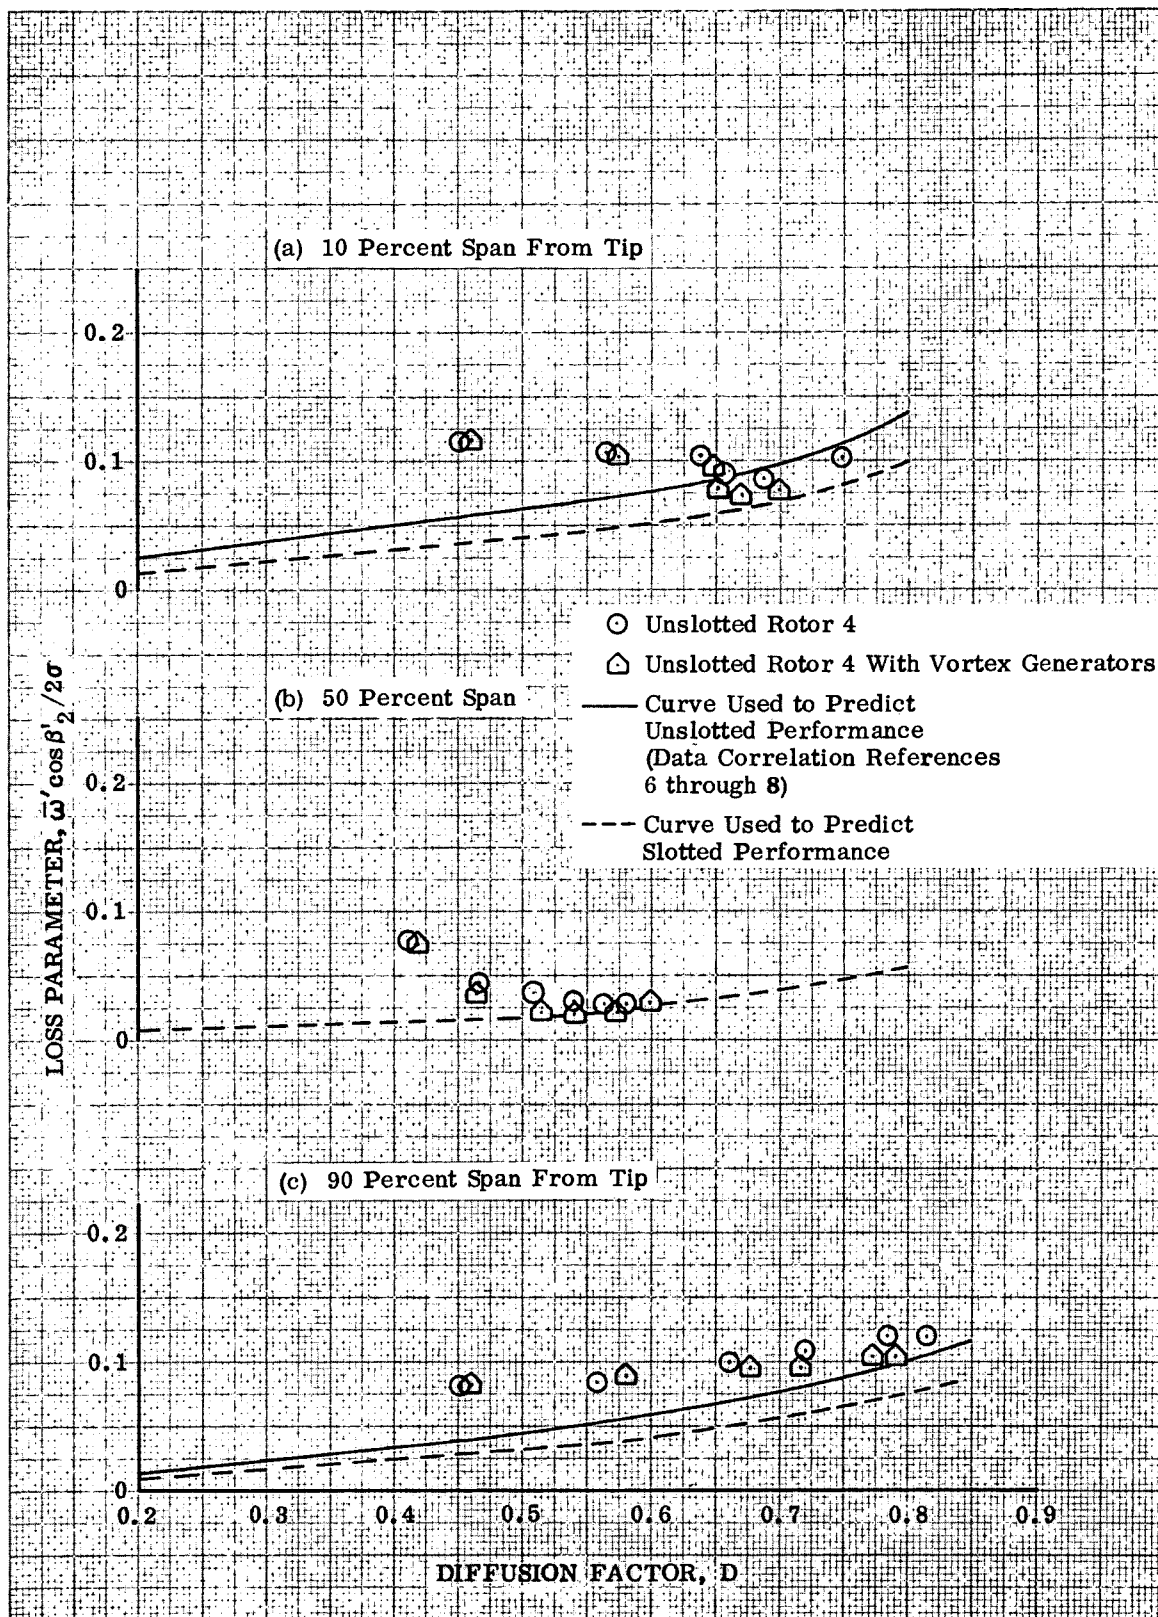 (a) 10 Percent Span From Tip
0.2
0.1
0
Unslotted Rotor 4
Unslotted Rotor 4 With Vortex Generators
Curve Used to Predict
Unslotted Performance
(Data Correlation References
6 through 8)
Curve Used to Predict
Slotted Performance
(b) 50 Percent Span
0.2
0.1
0
LOSS PARAMETER, ω̄′ cos β′₂/2σ
(c) 90 Percent Span From Tip
0.2
0.1
0
0.2 0.3 0.4 0.5 0.6 0.7 0.8 0.9
DIFFUSION FACTOR, D